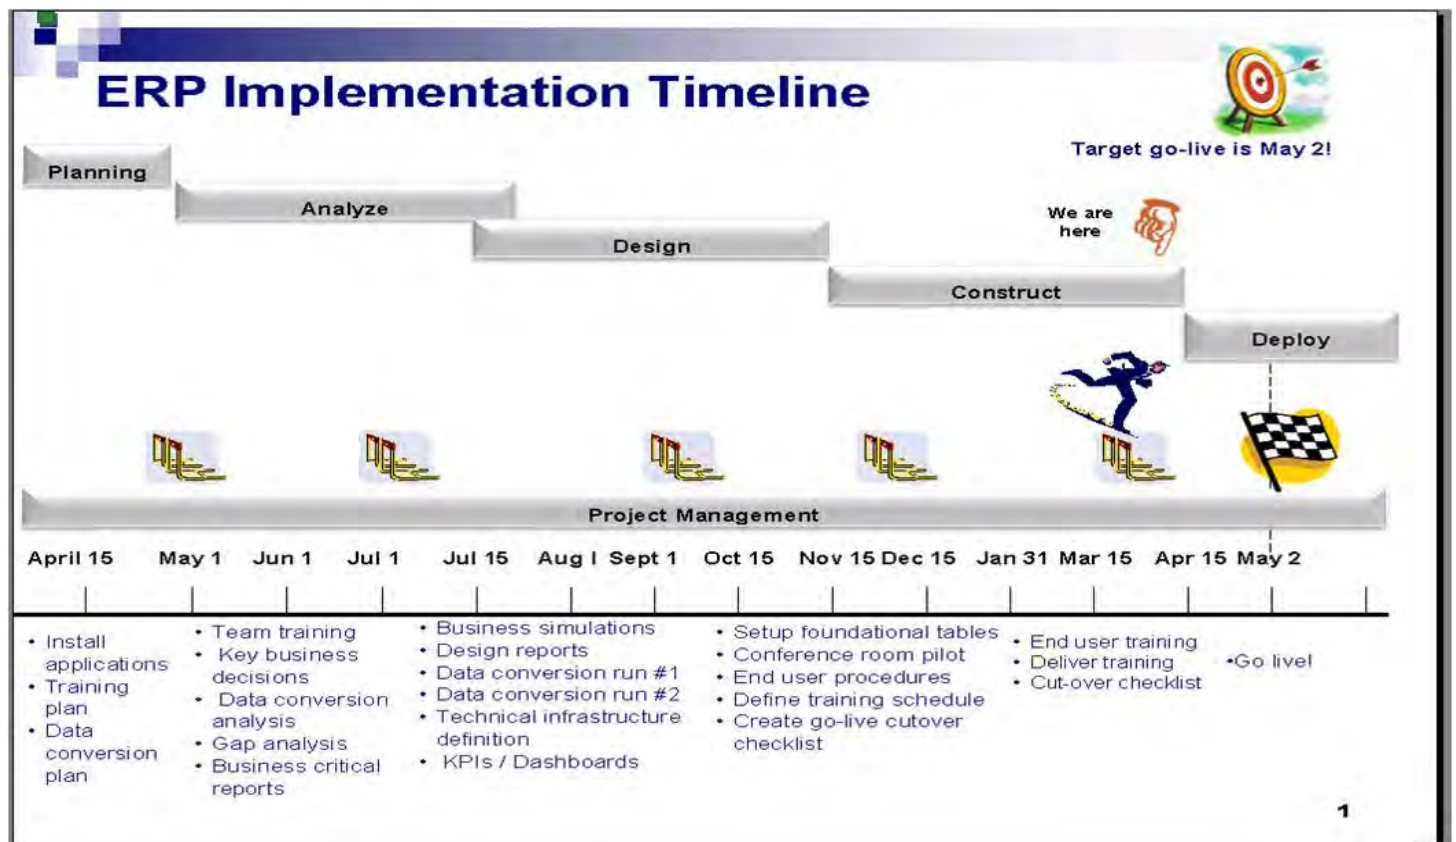 ERP Implementation Timeline
Target go-live is May 2!
Planning
Analyze
We are
here
Design
Construct
Deploy
Project Management
April 15 May 1 Jun 1 Jul 1 Jul 15 Aug I Sept 1 Oct 15 Nov 15 Dec 15 Jan 31 Mar 15 Apr 15 May 2
• Install
applications
• Training
plan
• Data
conversion
plan
• Team training
• Key business
decisions
• Data conversion
analysis
• Gap analysis
• Business critical
reports
• Business simulations
• Design reports
• Data conversion run #1
• Data conversion run #2
• Technical infrastructure
definition
• KPIs / Dashboards
• Setup foundational tables
• Conference room pilot
• End user procedures
• Define training schedule
• Create go-live cutover
checklist
• End user training
• Deliver training
• Cut-over checklist
•Go live!
1